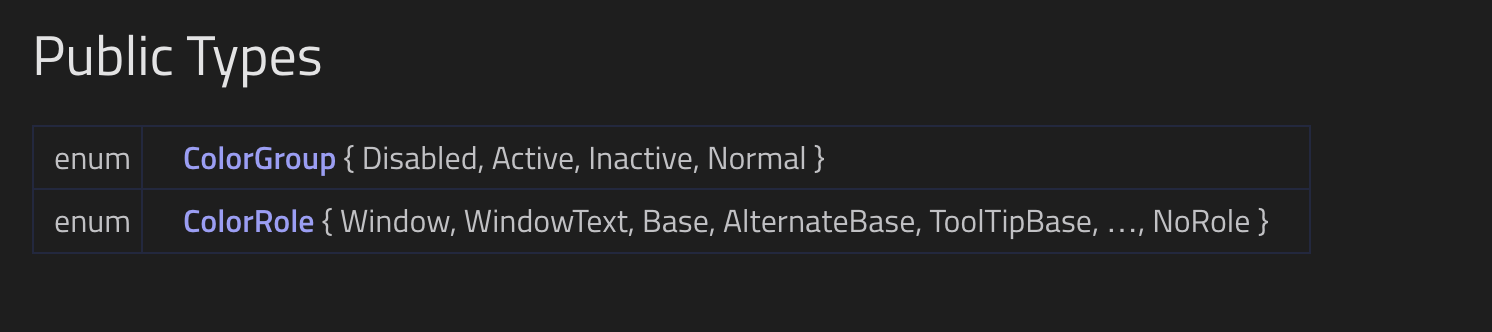 Public Types
enum ColorGroup { Disabled, Active, Inactive, Normal }
enum ColorRole { Window, WindowText, Base, AlternateBase, ToolTipBase, …, NoRole }